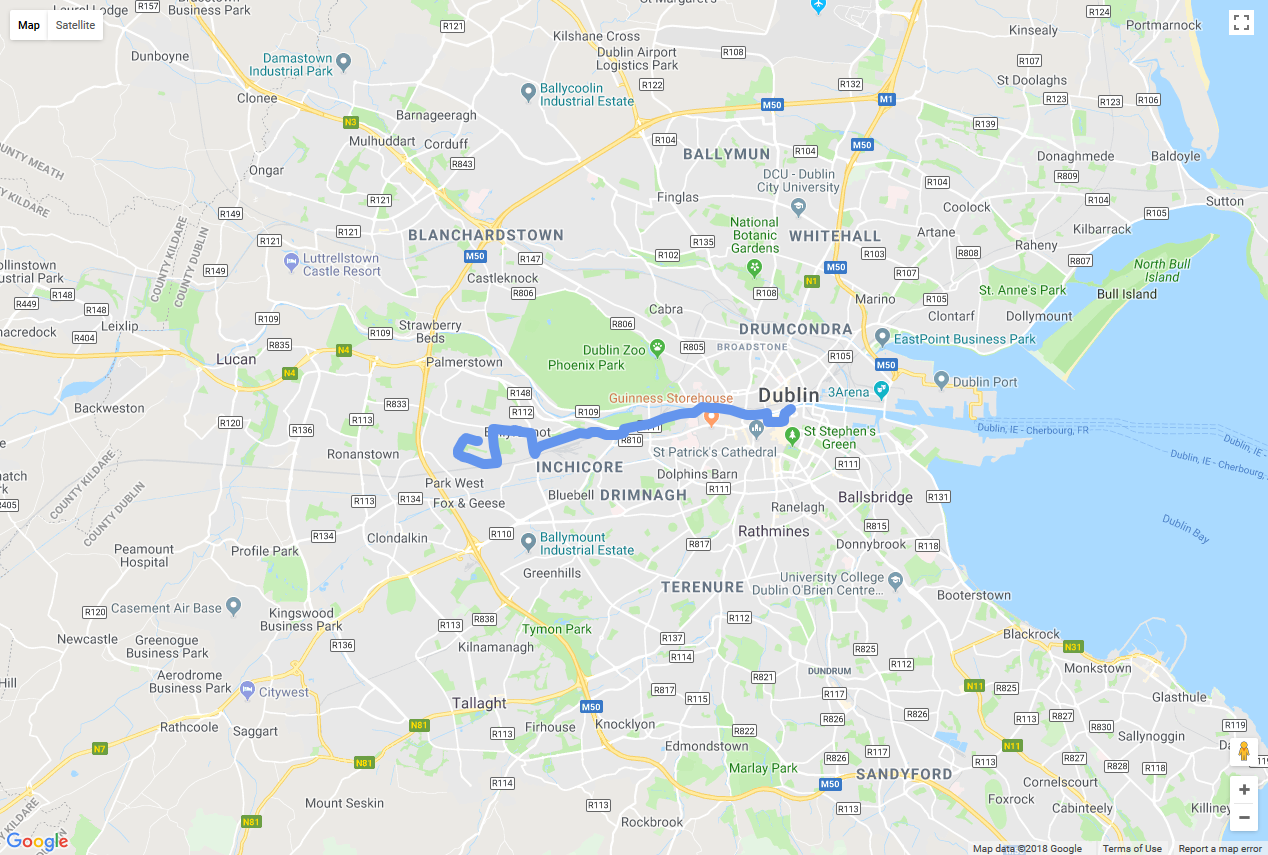 Map
Satellite
Laurel Lodge
Business Park
R157
R121
St Margaret's
R124
Portmarnock
Dunboyne
Damastown
Industrial Park
Kilshane Cross
Dublin Airport
Logistics Park
R108
Kinsealy
R107
St Doolaghs
Clonee
Ballycoolin
Industrial Estate
R122
R132
M50
M1
R123
R123
R106
Barnageeragh
N3
Mulhuddart
Corduff
R104
R139
M50
COUNTY MEATH
COUNTY KILDARE
Ongar
R843
BALLYMUN
R104
DCU - Dublin
City University
Donaghmede
Baldoyle
R809
R121
R149
Finglas
R104
R104
Sutton
Coolock
R105
National
Botanic
Gardens
R121
R121
BLANCHARDSTOWN
WHITEHALL
Artane
Kilbarrack
R135
M50
R147
R102
R103
R808
Raheny
R807
COUNTY KILDARE
COUNTY DUBLIN
Luttrellstown
Castle Resort
R149
Castleknock
M50
R107
North Bull
Island
Collinstown
Industrial Park
R148
R449
R148
R806
R108
N1
Marino
R105
St. Anne's Park
Bull Island
Clontarf
Dollymount
Leixlip
R404
R109
R109
R835
Strawberry
Beds
Cabra
R806
DRUMCONDRA
BROADSTONE
EastPoint Business Park
Lucan
N4
N4
Palmerstown
Dublin Zoo
Phoenix Park
R805
R105
M50
Dublin Port
Backweston
R148
R833
R112
R109
Guinness Storehouse
Dublin
3Arena
R120
R136
R113
R111
R810
St Stephen's
Green
Dublin, IE - Cherbourg, FR
Dublin, IE - Cherbourg, FR
Ronanstown
St Patrick's Cathedral
R111
INCHICORE
Dolphins Barn
COUNTY KILDARE
COUNTY DUBLIN
R405
Park West
R134
R113
Fox & Geese
Bluebell
DRIMNAGH
R111
Ballsbridge
R131
Ranelagh
R134
R110
Rathmines
R815
Clondalkin
Ballymount
Industrial Estate
R817
Donnybrook
R118
Dublin Bay
Peamount
Hospital
Profile Park
Greenhills
TERENURE
University College
Dublin O'Brien Centre...
Booterstown
R120
Casement Air Base
Kingswood
Business Park
R113
R838
R112
Newcastle
Greenogue
Business Park
R136
Tymon Park
Kilnamanagh
R137
R114
R825
R112
Blackrock
N31
Monkstown
Aerodrome
Business Park
Citywest
R817
R115
R821
DUNDRUM
R117
N11
R825
Glasthule
Tallaght
M50
Rathcoole
Saggart
N81
R113
Firhouse
Knocklyon
R822
R826
R826
R113
R827
R830
R119
Sallynoggin
N7
N81
Edmondstown
R826
R117
N11
R113
R827
R828
R118
Marlay Park
R114
M50
SANDYFORD
Cornelscourt
Mount Seskin
R113
R113
Foxrock
Cabinteely
Killiney
N81
Rockbrook
Google
Map data ©2018 Google
Terms of Use
Report a map error